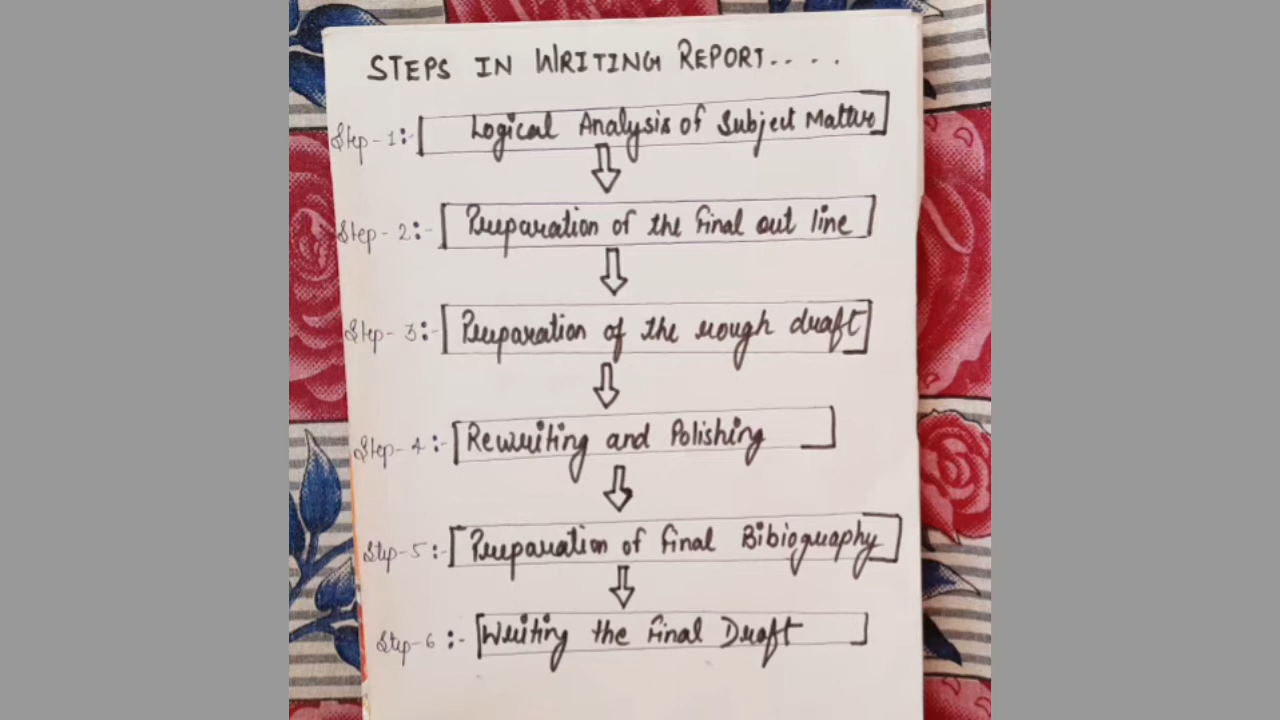 STEPS IN WRITING REPORT.....
Step - 1:- Logical Analysis of Subject Matter
Step - 2:- Preparation of the final out line
Step - 3:- Preparation of the rough draft
Step - 4:- Rewriting and Polishing
Step - 5:- Preparation of final Bibiography
Step - 6:- Writing the final Draft